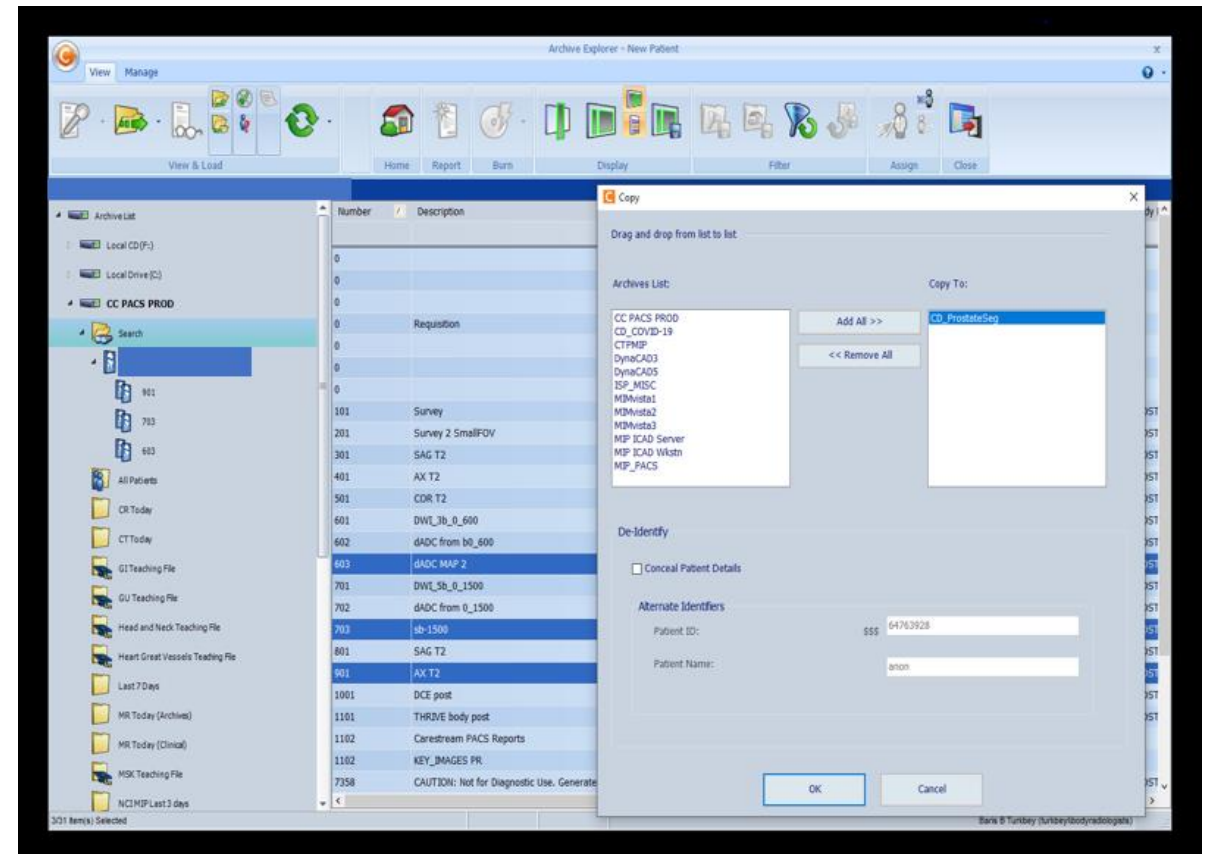 Archive Explorer - New Patient
x
View Manage
View & Load
Home
Report
Burn
Display
Filter
Assign
Close
Archive List
Local CD (F:)
Local Drive (C:)
CC PACS PROD
Search
901
703
603
All Patients
CR Today
CT Today
GI Teaching File
GU Teaching File
Head and Neck Teaching File
Heart Great Vessels Teaching File
Last 7 Days
MR Today (Archives)
MR Today (Clinical)
MSK Teaching File
NCI MIP Last 3 days
Number / Description
0
0
0
0 Requisition
0
0
0
101 Survey
201 Survey 2 SmallFOV
301 SAG T2
401 AX T2
501 COR T2
601 DWI_3b_0_600
602 dADC from b0_600
603 dADC MAP 2
701 DWI_5b_0_1500
702 dADC from 0_1500
703 sb-1500
801 SAG T2
901 AX T2
1001 DCE post
1101 THRIVE body post
1102 Carestream PACS Reports
1102 KEY_IMAGES PR
7358 CAUTION: Not for Diagnostic Use. Generate
Copy
X
Drag and drop from list to list
Archives List:
CC PACS PROD
CD_COVID-19
CTPMIP
DynaCAD3
DynaCAD5
ISP_MISC
MIMvista1
MIMvista2
MIMvista3
MIP ICAD Server
MIP ICAD Wkstn
MIP_PACS
Add All >>
<< Remove All
Copy To:
CD_ProstateSeg
De-Identify
Conceal Patient Details
Alternate Identifiers
Patient ID: $$$ 64763928
Patient Name: anon
OK
Cancel
3/31 Item(s) Selected
Baris B Turkbey (turkbey\bodyradiologists)